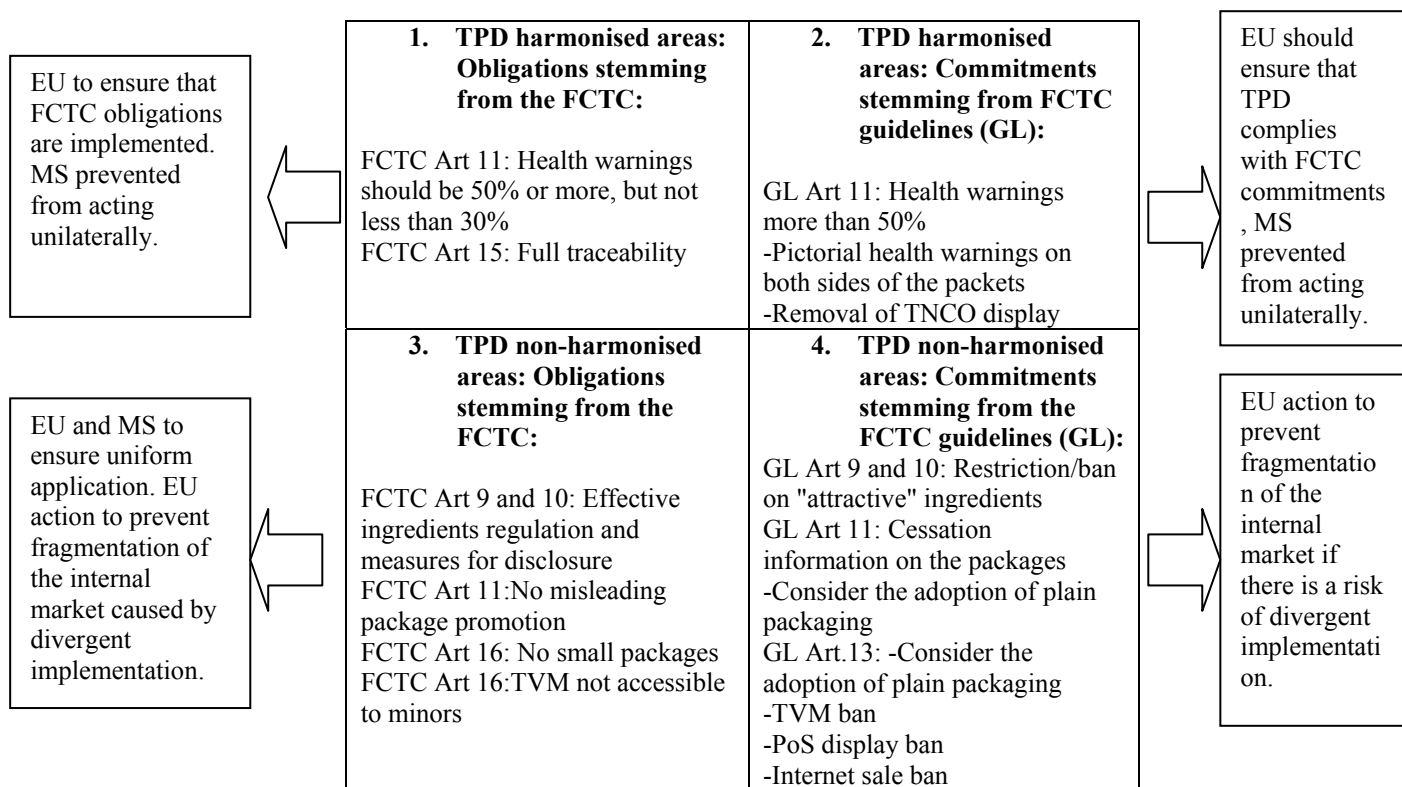 EU to ensure that
FCTC obligations
are implemented.
MS prevented
from acting
unilaterally.
1. TPD harmonised areas:
Obligations stemming
from the FCTC:
FCTC Art 11: Health warnings
should be 50% or more, but not
less than 30%
FCTC Art 15: Full traceability
2. TPD harmonised
areas: Commitments
stemming from FCTC
guidelines (GL):
GL Art 11: Health warnings
more than 50%
-Pictorial health warnings on
both sides of the packets
-Removal of TNCO display
EU should
ensure that
TPD
complies
with FCTC
commitments
, MS
prevented
from acting
unilaterally.
EU and MS to
ensure uniform
application. EU
action to prevent
fragmentation of
the internal
market caused by
divergent
implementation.
3. TPD non-harmonised
areas: Obligations
stemming from the
FCTC:
FCTC Art 9 and 10: Effective
ingredients regulation and
measures for disclosure
FCTC Art 11:No misleading
package promotion
FCTC Art 16: No small packages
FCTC Art 16:TVM not accessible
to minors
4. TPD non-harmonised
areas: Commitments
stemming from the
FCTC guidelines (GL):
GL Art 9 and 10: Restriction/ban
on "attractive" ingredients
GL Art 11: Cessation
information on the packages
-Consider the adoption of plain
packaging
GL Art.13: -Consider the
adoption of plain packaging
-TVM ban
-PoS display ban
-Internet sale ban
EU action to
prevent
fragmentatio
n of the
internal
market if
there is a risk
of divergent
implementati
on.